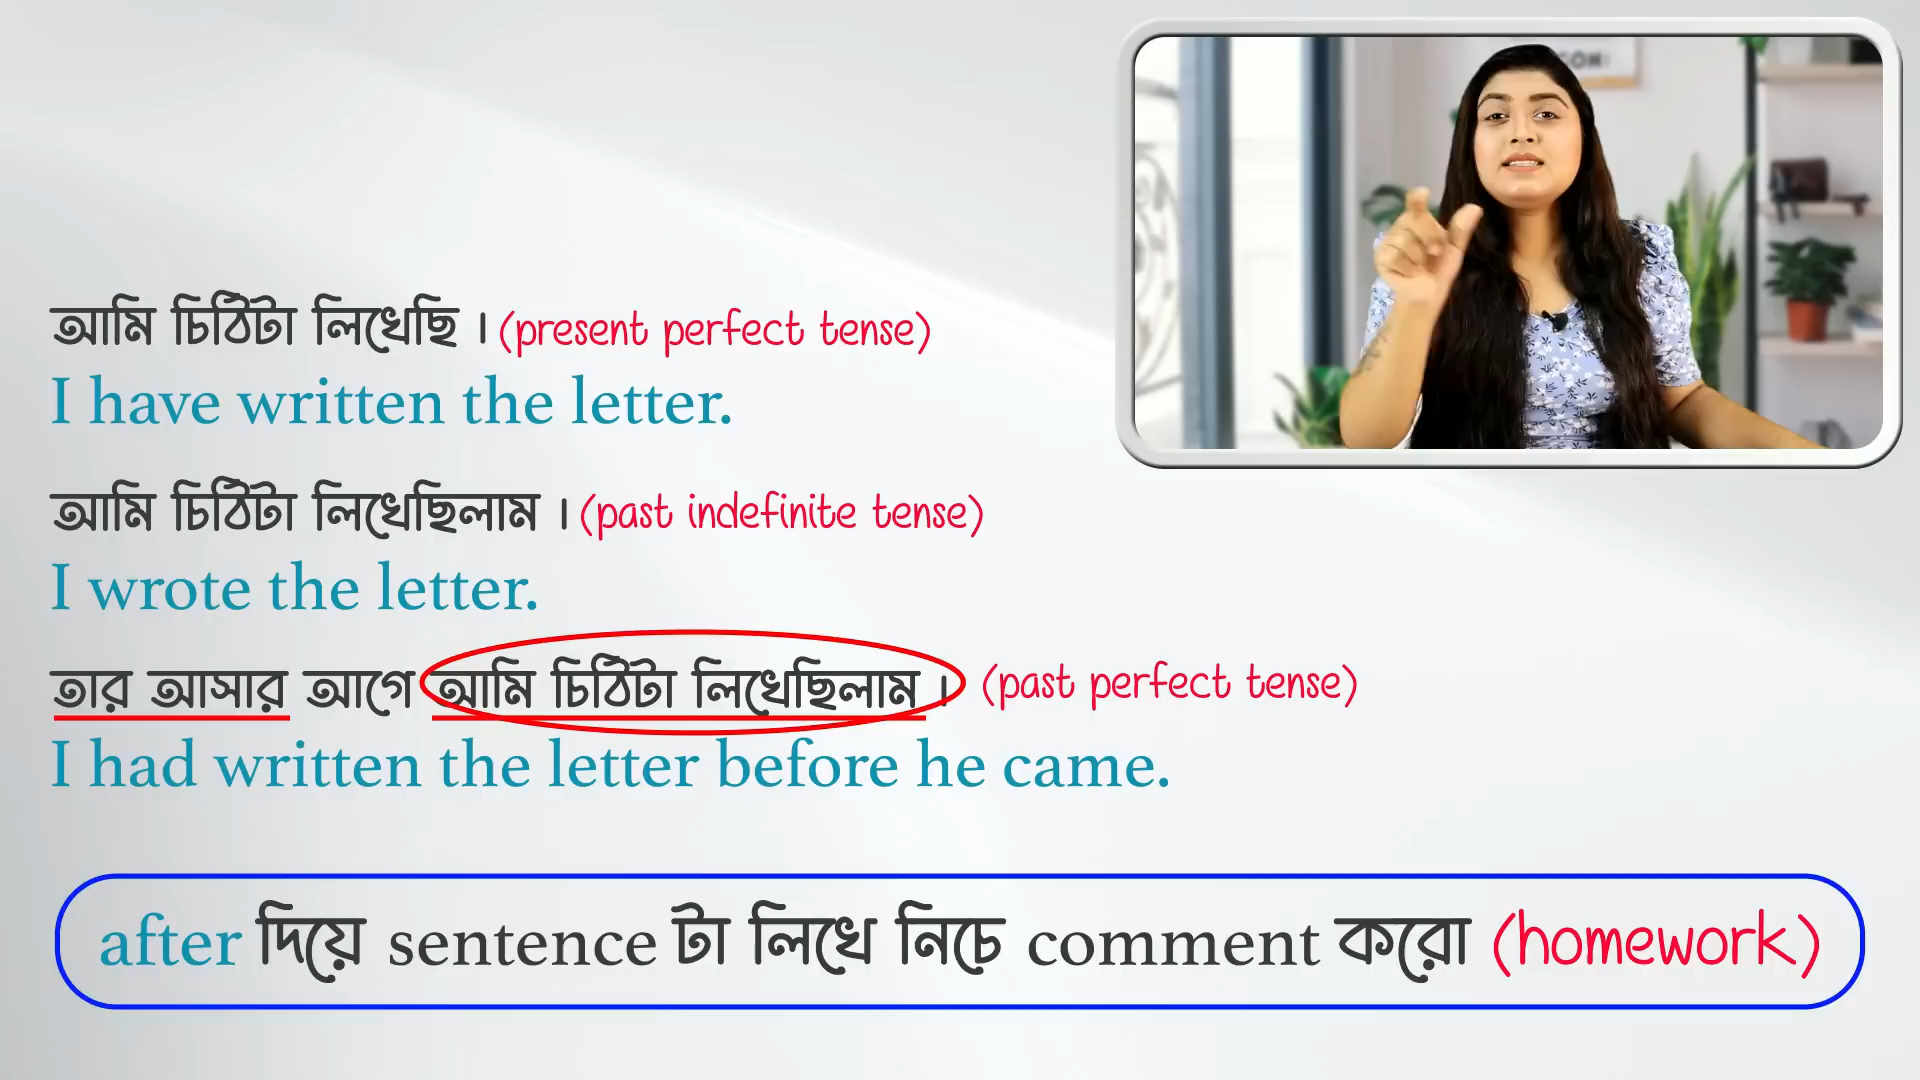 আমি চিঠিটা লিখেছি । (present perfect tense)
I have written the letter.
আমি চিঠিটা লিখেছিলাম । (past indefinite tense)
I wrote the letter.
তার আসার আগে আমি চিঠিটা লিখেছিলাম । (past perfect tense)
I had written the letter before he came.
after দিয়ে sentence টা লিখে নিচে comment করো (homework)